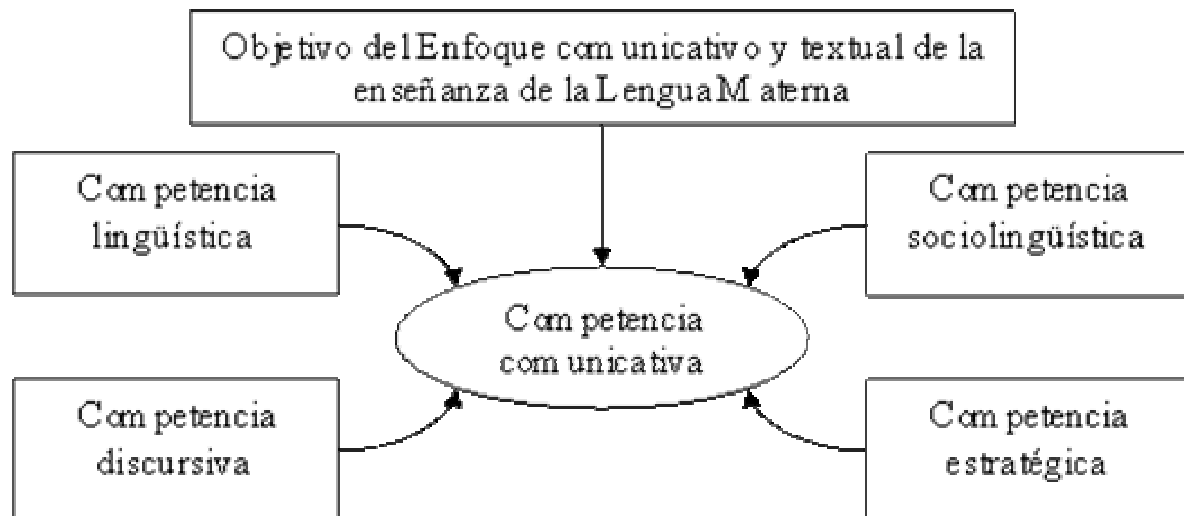 Objetivo del Enfoque comunicativo y textual de la
enseñanza de la Lengua Materna
Competencia
lingüística
Competencia
sociolingüística
Competencia
comunicativa
Competencia
discursiva
Competencia
estratégica